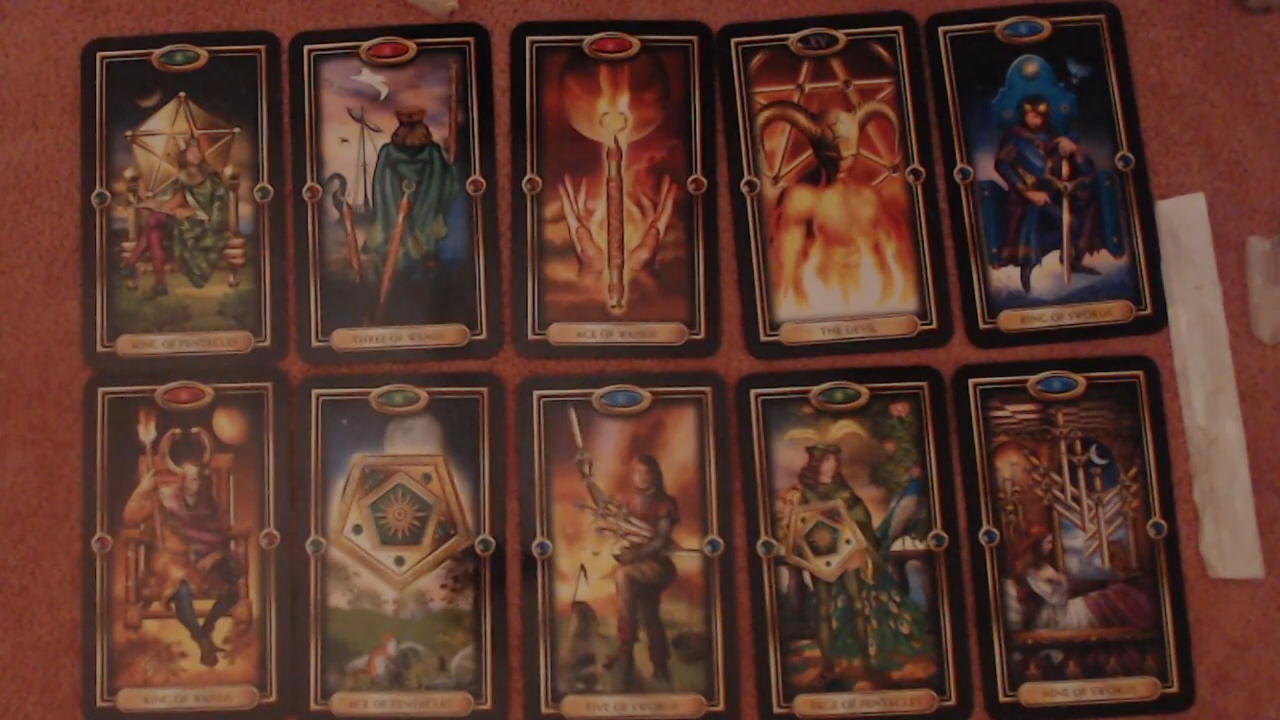 KING OF PENTACLES
THREE OF WANDS
ACE OF WANDS
XV
THE DEVIL
KING OF SWORDS
KING OF WANDS
ACE OF PENTACLES
FIVE OF SWORDS
PAGE OF PENTACLES
NINE OF SWORDS